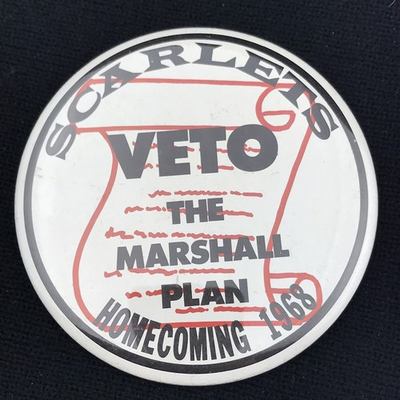 SCARLETS
VETO
THE
MARSHALL
PLAN
HOMECOMING 1968